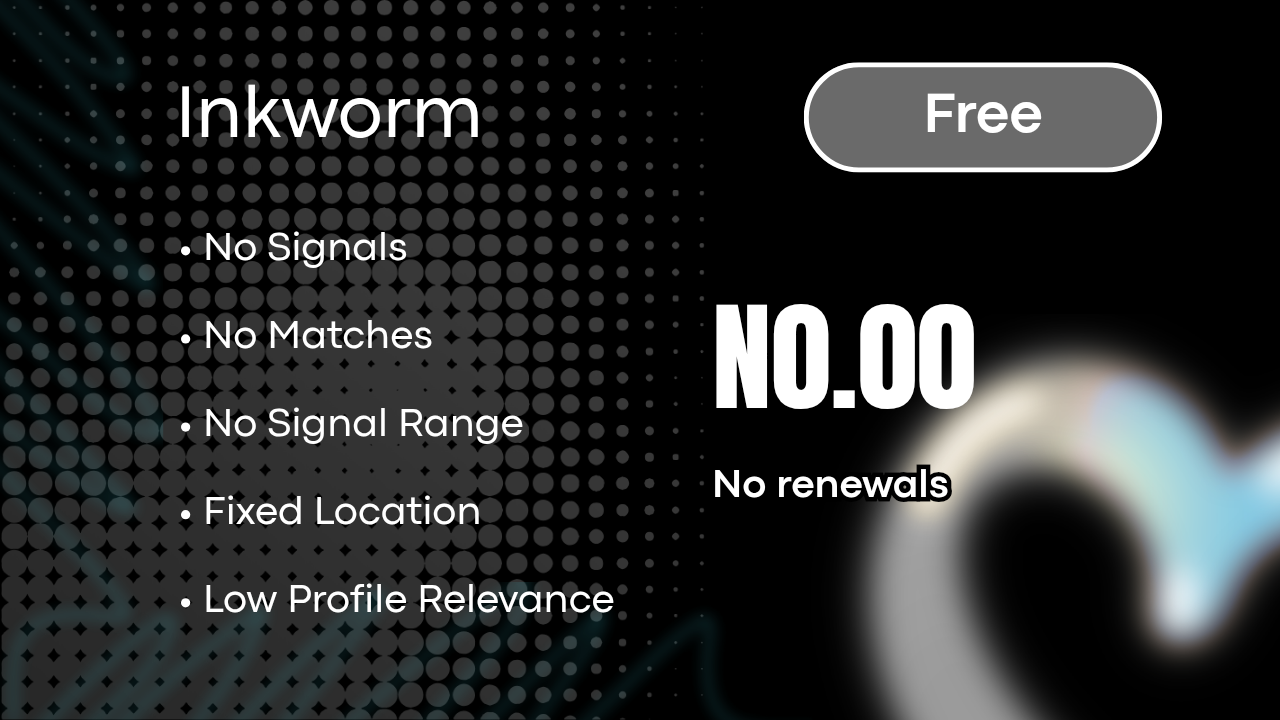 Inkworm
Free
• No Signals
• No Matches
• No Signal Range
• Fixed Location
• Low Profile Relevance
N0.00
No renewals